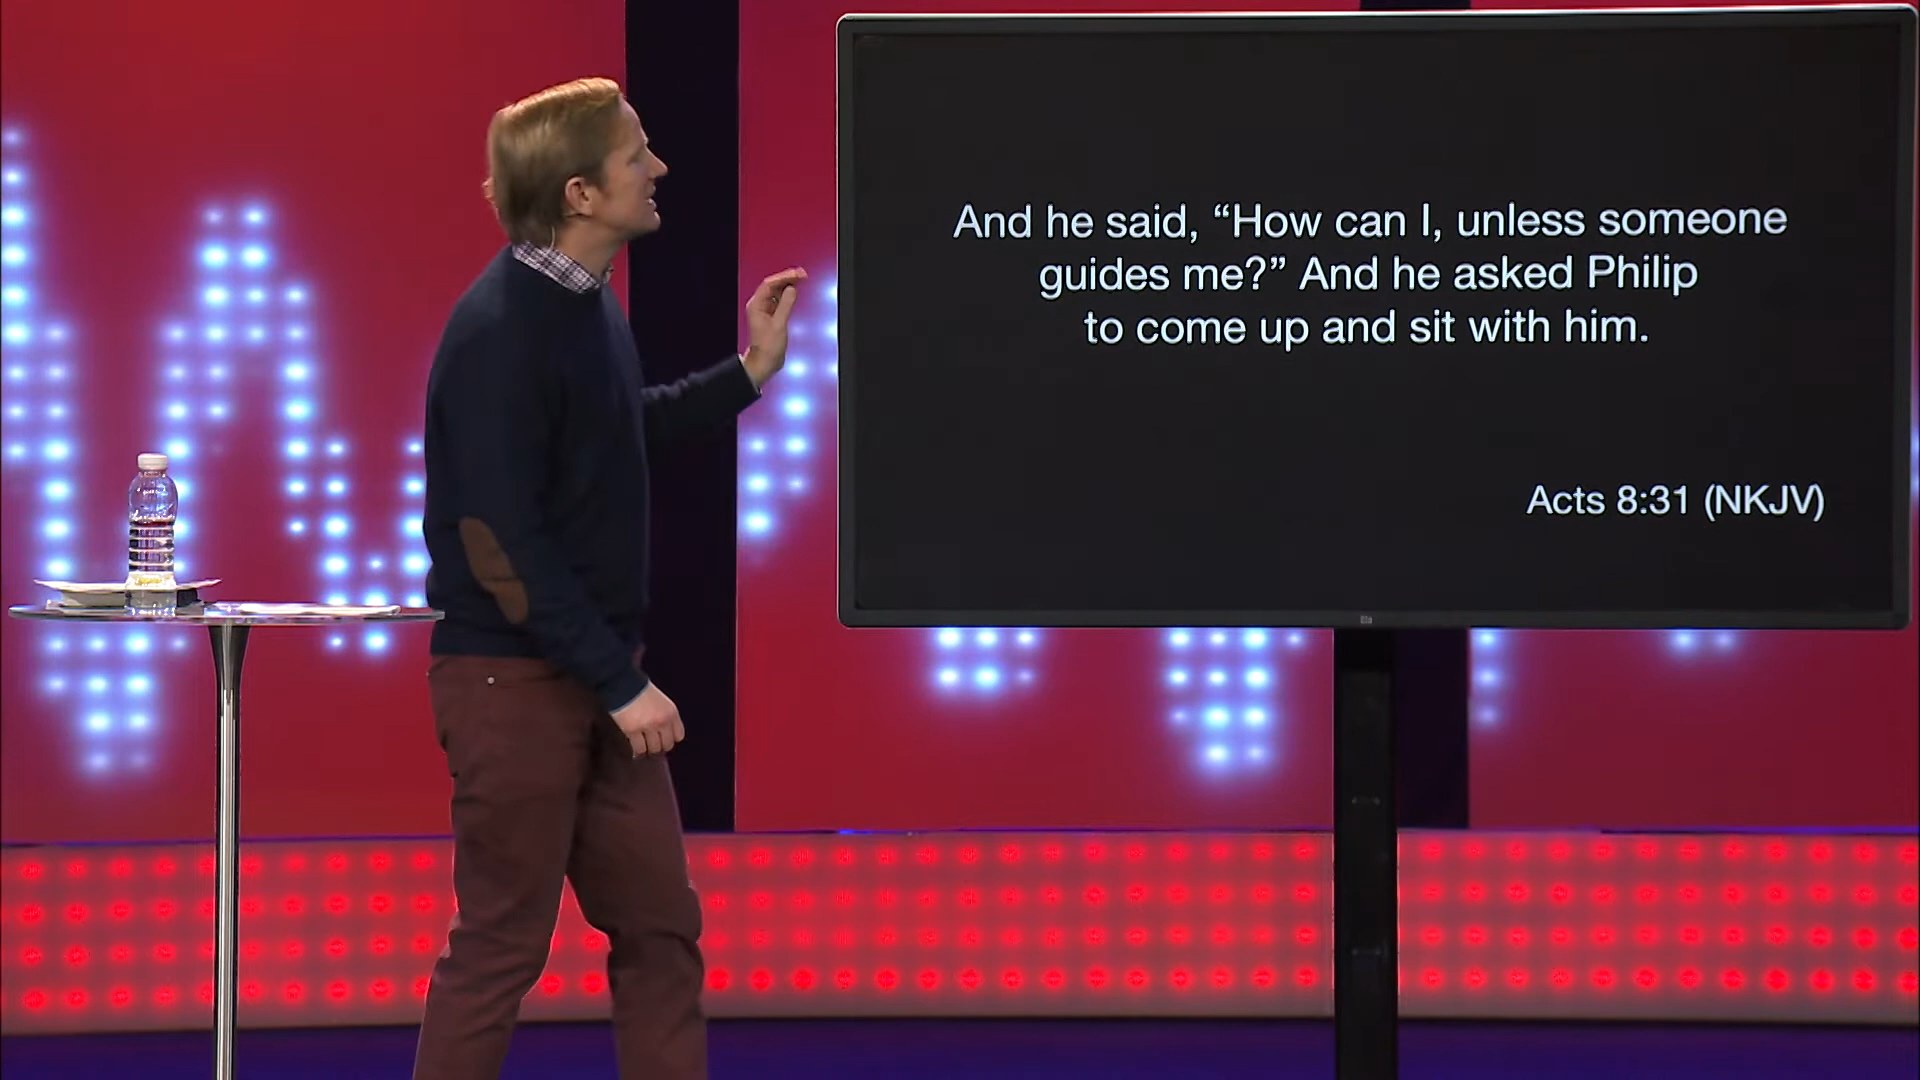 And he said, “How can I, unless someone
guides me?” And he asked Philip
to come up and sit with him.
Acts 8:31 (NKJV)
elo